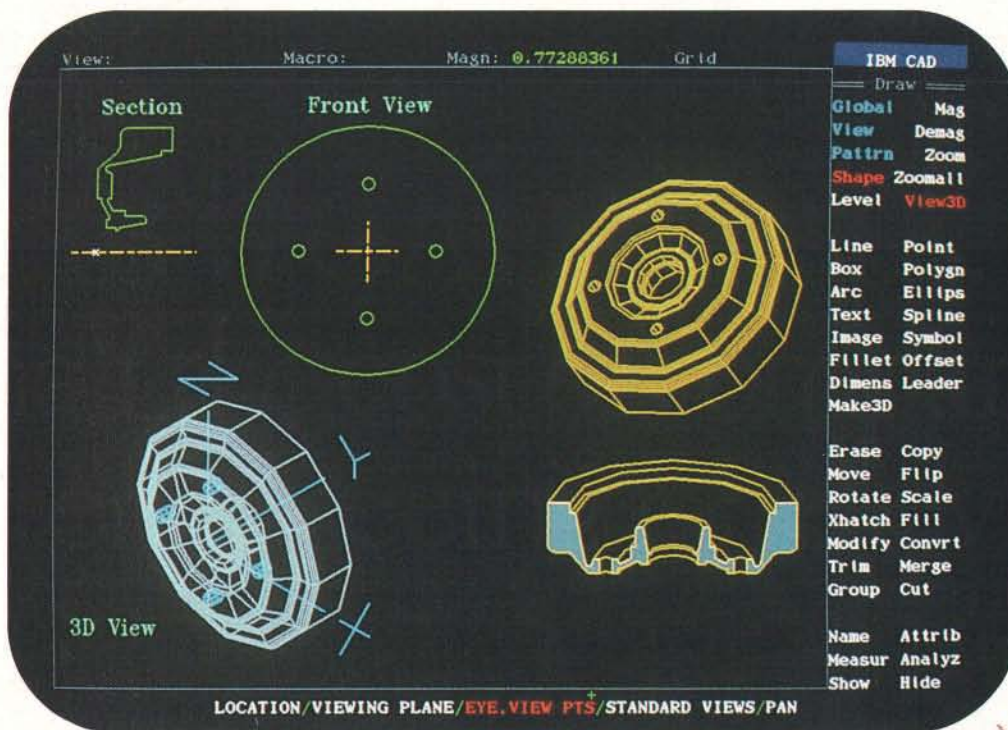 View: Macro: Magn: 0.77288361 Grid IBM CAD
Draw
Section Front View
Global Mag
View Demag
Pattrn Zoom
Shape Zoomall
Level View3D
Line Point
Box Polygn
Arc Ellips
Text Spline
Image Symbol
Fillet Offset
Dimens Leader
Make3D
Z
Y
X
3D View
Erase Copy
Move Flip
Rotate Scale
Xhatch Fill
Modify Convrt
Trim Merge
Group Cut
Name Attrib
Measur Analyz
Show Hide
LOCATION/VIEWING PLANE/EYE,VIEW PTS/STANDARD VIEWS/PAN